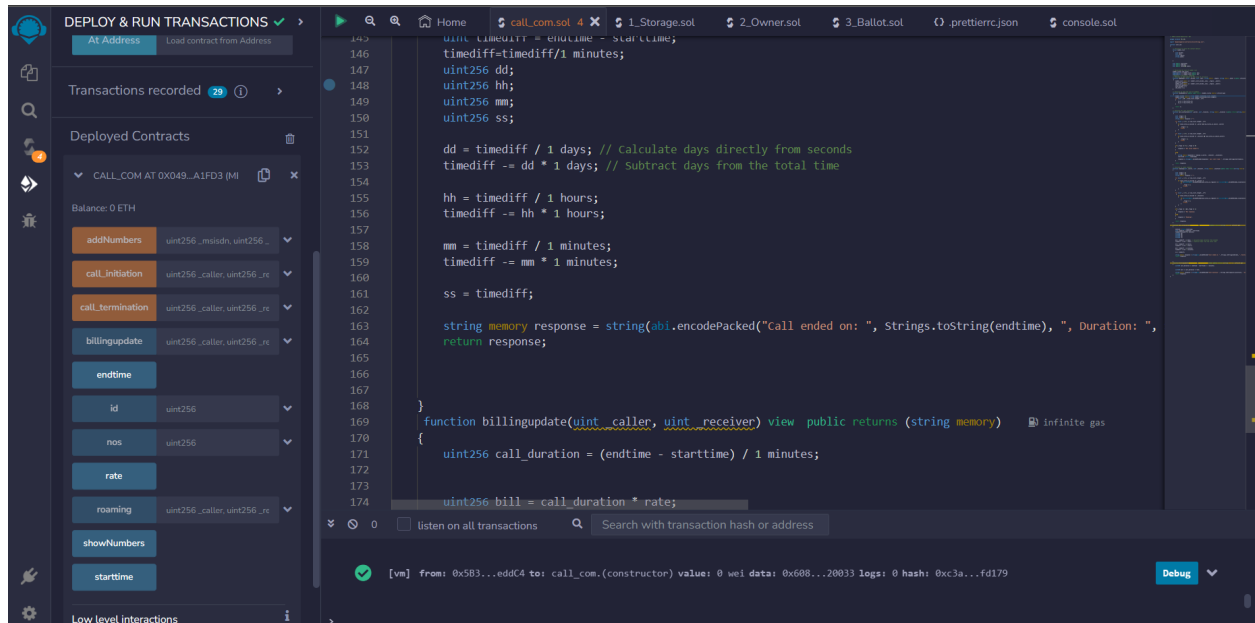 DEPLOY & RUN TRANSACTIONS
At Address Load contract from Address
Transactions recorded 29 i
Deployed Contracts
4
CALL_COM AT 0X049...A1FD3 (MI
Balance: 0 ETH
addNumbers uint256 _msisdn, uint256 _
call_initiation uint256 _caller, uint256 _re
call_termination uint256 _caller, uint256 _re
billingupdate uint256 _caller, uint256 _re
endtime
id uint256
nos uint256
rate
roaming uint256 _caller, uint256 _re
showNumbers
starttime
Low level interactions i
Home call_com.sol 4 1_Storage.sol 2_Owner.sol 3_Ballot.sol {} .prettierrc.json console.sol
145 uint timediff = endtime - starttime;
146 timediff=timediff/1 minutes;
147 uint256 dd;
148 uint256 hh;
149 uint256 mm;
150 uint256 ss;
151
152 dd = timediff / 1 days; // Calculate days directly from seconds
153 timediff -= dd * 1 days; // Subtract days from the total time
154
155 hh = timediff / 1 hours;
156 timediff -= hh * 1 hours;
157
158 mm = timediff / 1 minutes;
159 timediff -= mm * 1 minutes;
160
161 ss = timediff;
162
163 string memory response = string(abi.encodePacked("Call ended on: ", Strings.toString(endtime), ", Duration: ",
164 return response;
165
166
167
168 }
169 function billingupdate(uint _caller, uint _receiver) view public returns (string memory) infinite gas
170 {
171 uint256 call_duration = (endtime - starttime) / 1 minutes;
172
173
174 uint256 bill = call_duration * rate;
0 listen on all transactions Search with transaction hash or address
[vm] from: 0x5B3...eddC4 to: call_com.(constructor) value: 0 wei data: 0x608...20033 logs: 0 hash: 0xc3a...fd179 Debug
>